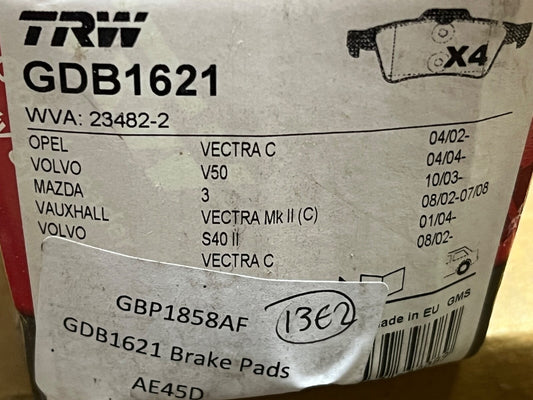 TRW
X4
GDB1621
WVA: 23482-2
OPEL VECTRA C 04/02-
VOLVO V50 04/04-
MAZDA 3 10/03-
VAUXHALL VECTRA Mk II (C) 08/02-07/08
VOLVO S40 II 01/04-
VECTRA C 08/02-
GBP1858AF
13E2
GDB1621 Brake Pads
AE45D
ade in EU GMS